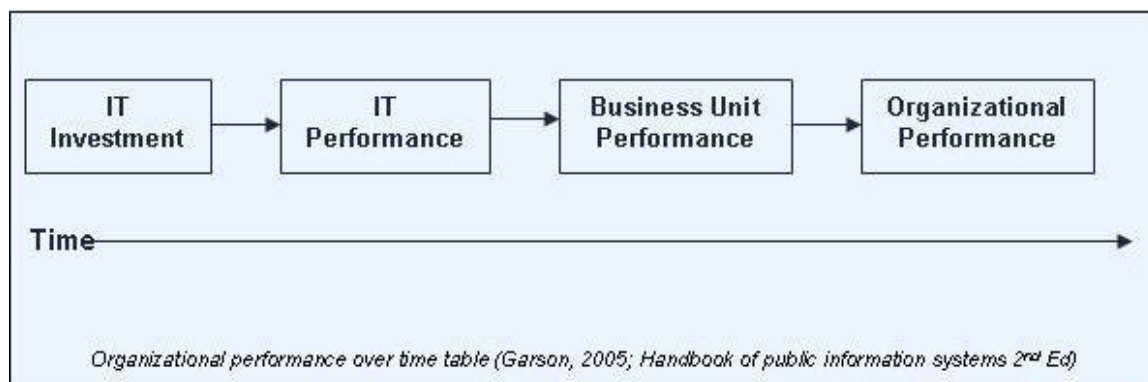 IT
Investment
IT
Performance
Business Unit
Performance
Organizational
Performance
Time
Organizational performance over time table (Garson, 2005; Handbook of public information systems 2nd Ed)